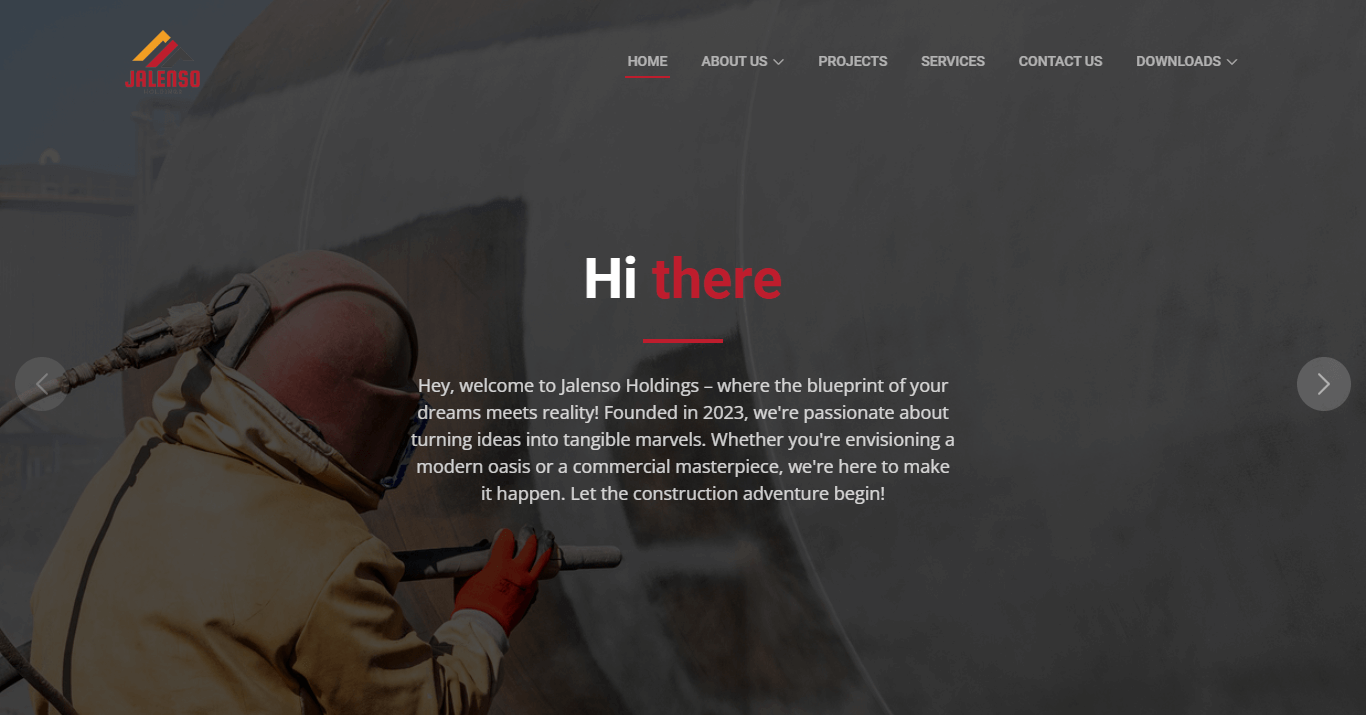 JALENSO
HOLDINGS
HOME ABOUT US PROJECTS SERVICES CONTACT US DOWNLOADS
Hi there
Hey, welcome to Jalenso Holdings – where the blueprint of your
dreams meets reality! Founded in 2023, we're passionate about
turning ideas into tangible marvels. Whether you're envisioning a
modern oasis or a commercial masterpiece, we're here to make
it happen. Let the construction adventure begin!